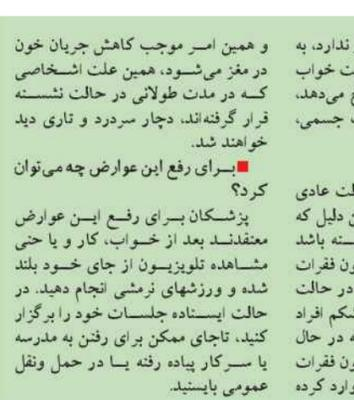 و همین امر موجب کاهش جریان خون
در مغز می‌شود، همین علت اشخاصی
که در مدت طولانی در حالت نشسته
قرار گرفته‌اند، دچار سردرد و تاری دید
خواهند شد.
■برای رفع این عوارض چه می‌توان
کرد؟
پزشکان برای رفع این عوارض
معتقدند بعد از خواب، کار و یا حتی
مشاهده تلویزیون از جای خود بلند
شده و ورزشهای نرمشی انجام دهید. در
حالت ایستاده جلسات خود را برگزار
کنید، تاجای ممکن برای رفتن به مدرسه
یا سرکار پیاده رفته یا در حمل ونقل
عمومی بایستید.
ندارد، به
ت خواب
می‌دهد،
جسمی،
لت عادی
ن دلیل که
سته باشد
ون فقرات
در حالت
شکم افراد
ه در حال
ون فقرات
وارد کرده